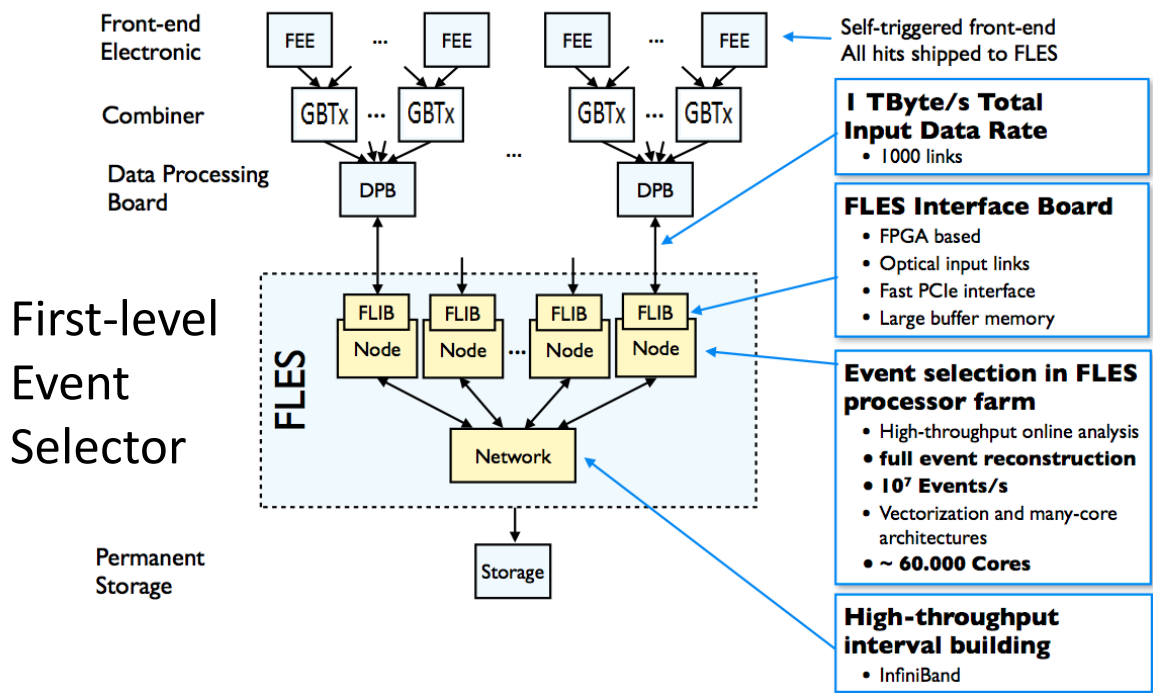 Front-end
Electronic
FEE
...
FEE
FEE
...
FEE
Self-triggered front-end
All hits shipped to FLES
Combiner
GBTx
...
GBTx
GBTx
...
GBTx
...
Data Processing
Board
DPB
DPB
1 TByte/s Total
Input Data Rate
• 1000 links
FLES Interface Board
• FPGA based
• Optical input links
• Fast PCIe interface
• Large buffer memory
First-level
Event
Selector
FLES
FLIB
FLIB
FLIB
FLIB
Node
Node
...
Node
Node
Network
Event selection in FLES
processor farm
• High-throughput online analysis
• full event reconstruction
• 10⁷ Events/s
• Vectorization and many-core
architectures
• ~ 60.000 Cores
Permanent
Storage
Storage
High-throughput
interval building
• InfiniBand